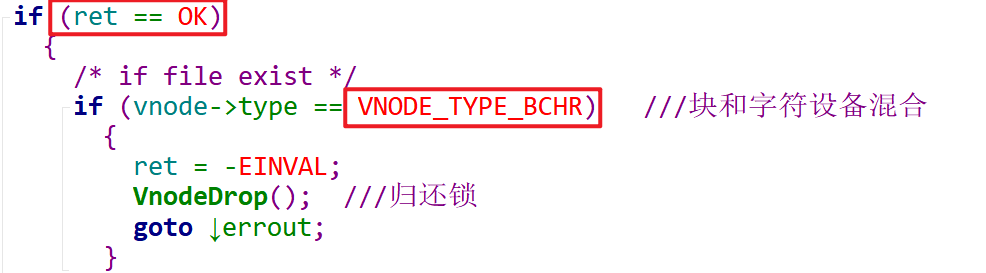 if (ret == OK)
{
/* if file exist */
if (vnode->type == VNODE_TYPE_BCHR) ///块和字符设备混合
{
ret = -EINVAL;
VnodeDrop(); ///归还锁
goto ↓errout;
}